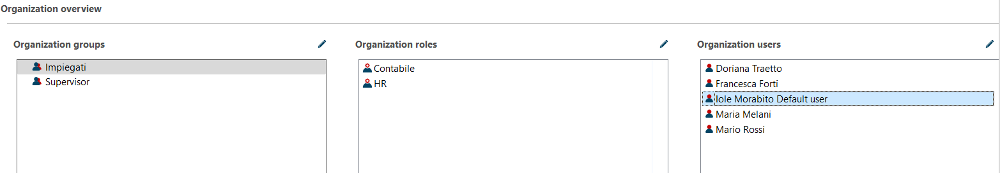 Organization overview
Organization groups
Impiegati
Supervisor
Organization roles
Contabile
HR
Organization users
Doriana Traetto
Francesca Forti
Iole Morabito Default user
Maria Melani
Mario Rossi